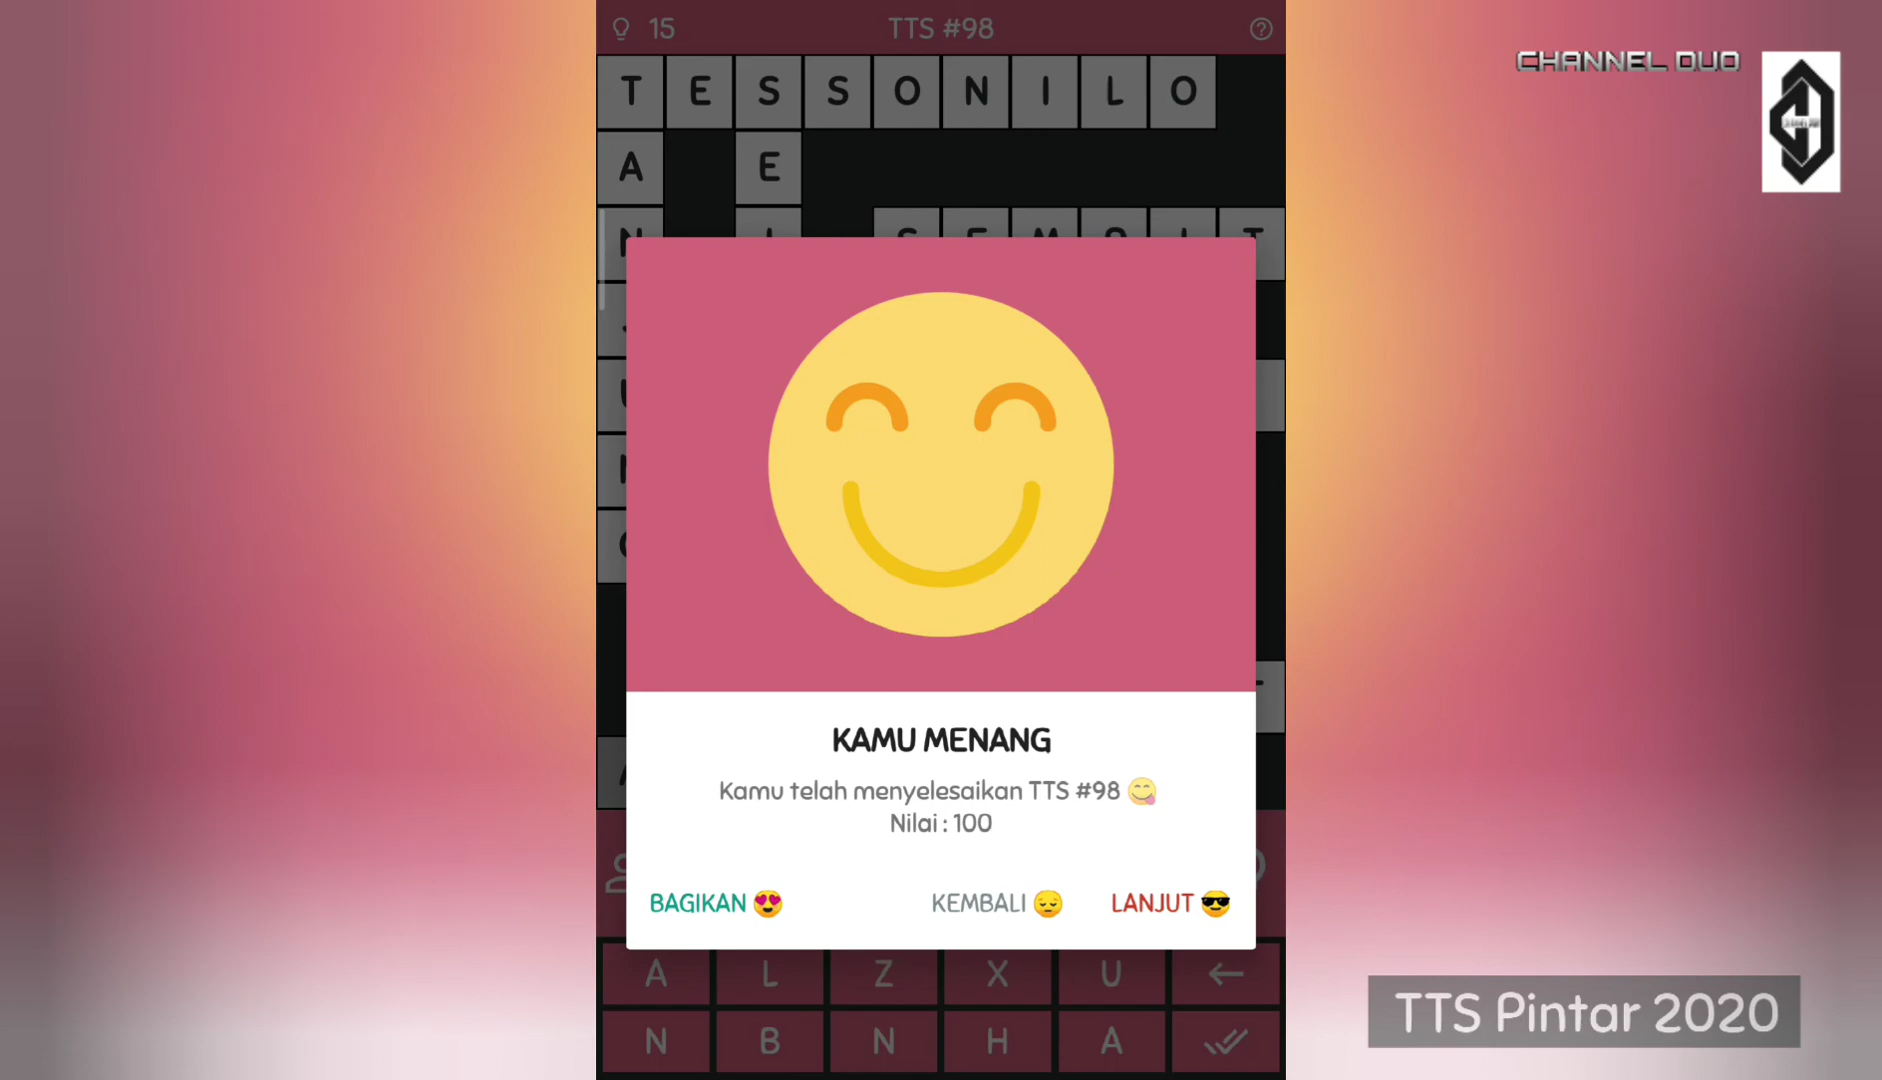 15 TTS #98
CHANNEL DUO
T E S S O N I L O
A E
KAMU MENANG
Kamu telah menyelesaikan TTS #98 😋
Nilai : 100
BAGIKAN 😍 KEMBALI 😔 LANJUT 😎
A L Z X U ←
N B N H A
TTS Pintar 2020